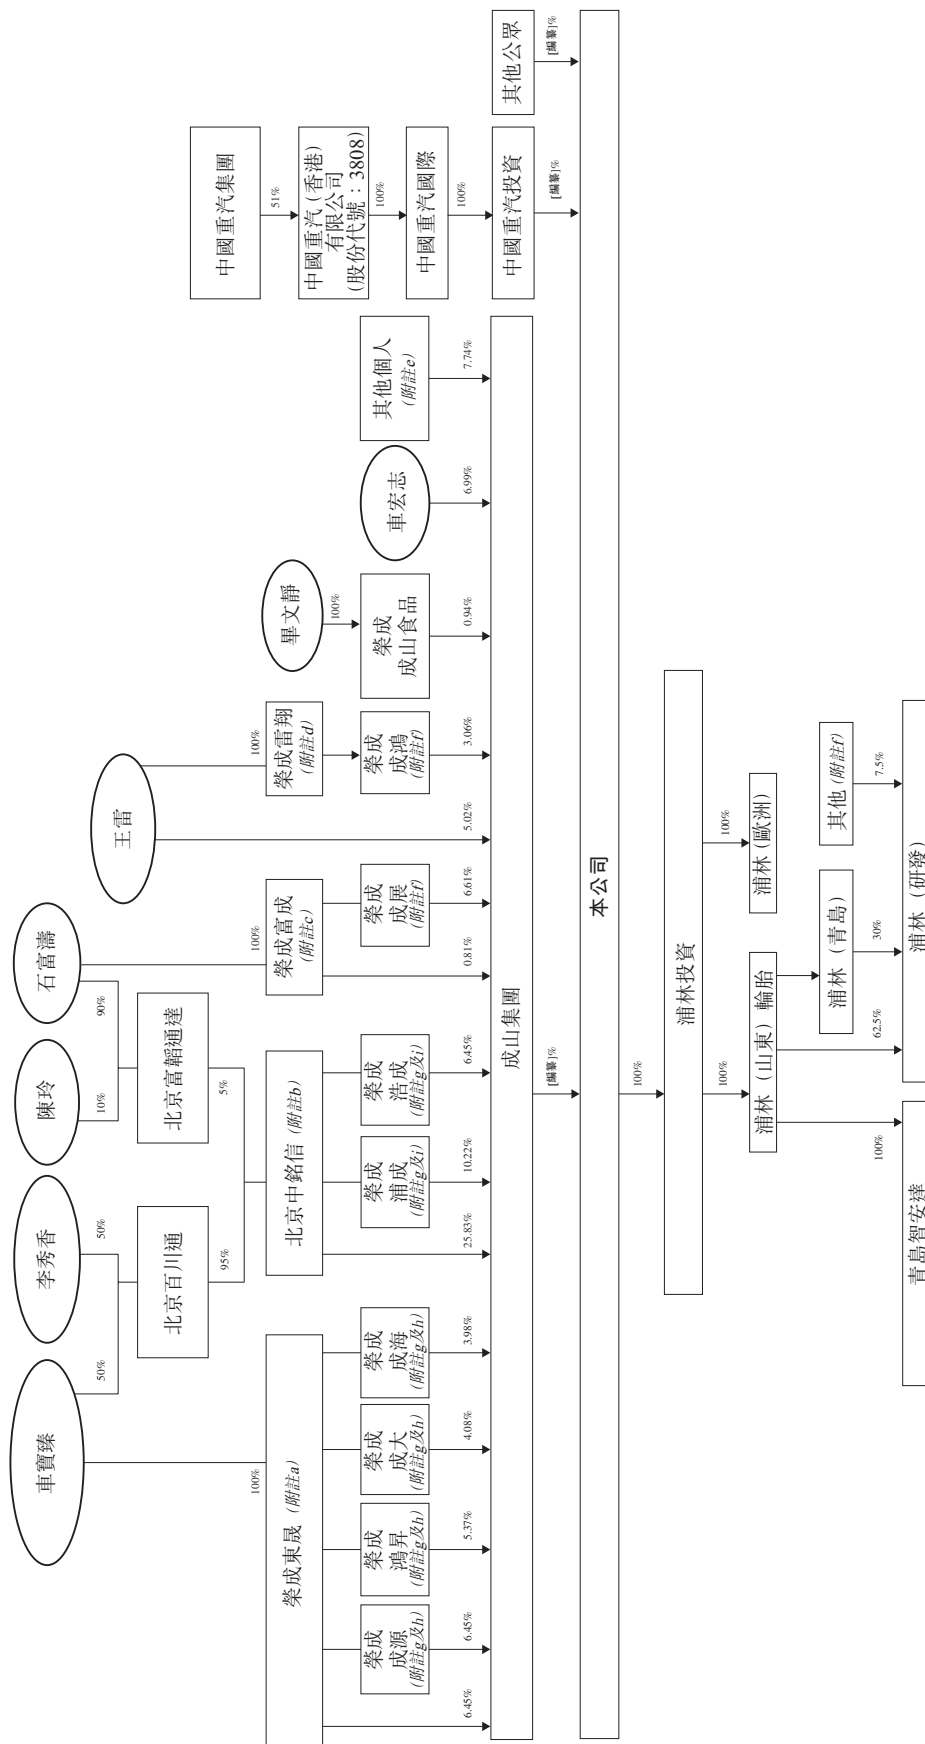 車寶臻
李秀香
陳玲
石富濤
王雷
50%
50%
10%
90%
北京百川通
北京富韜通達
95%
5%
100%
100%
100%
畢文靜
100%
中國重汽集團
51%
榮成東晟 (附註a)
北京中銘信 (附註b)
榮成富成
(附註c)
榮成雷翔
(附註d)
中國重汽 (香港)
有限公司
(股份代號：3808)
100%
榮成
成源
(附註g及h)
榮成
鴻昇
(附註g及h)
榮成
成大
(附註g及h)
榮成
成海
(附註g及h)
榮成
浦成
(附註g及i)
榮成
浩成
(附註g及i)
榮成
成展
(附註f)
榮成
成鴻
(附註f)
榮成
成山食品
車宏志
其他個人
(附註e)
中國重汽國際
100%
6.45%
6.45%
5.37%
4.08%
3.98%
25.83%
10.22%
6.45%
0.81%
6.61%
5.02%
3.06%
0.94%
6.99%
7.74%
成山集團
中國重汽投資
其他公眾
[編纂]%
[編纂]%
[編纂]%
本公司
100%
浦林投資
100%
100%
浦林 (山東) 輪胎
浦林 (歐洲)
浦林 (青島)
其他 (附註f)
100%
62.5%
30%
7.5%
青島智安達
浦林 (研發)